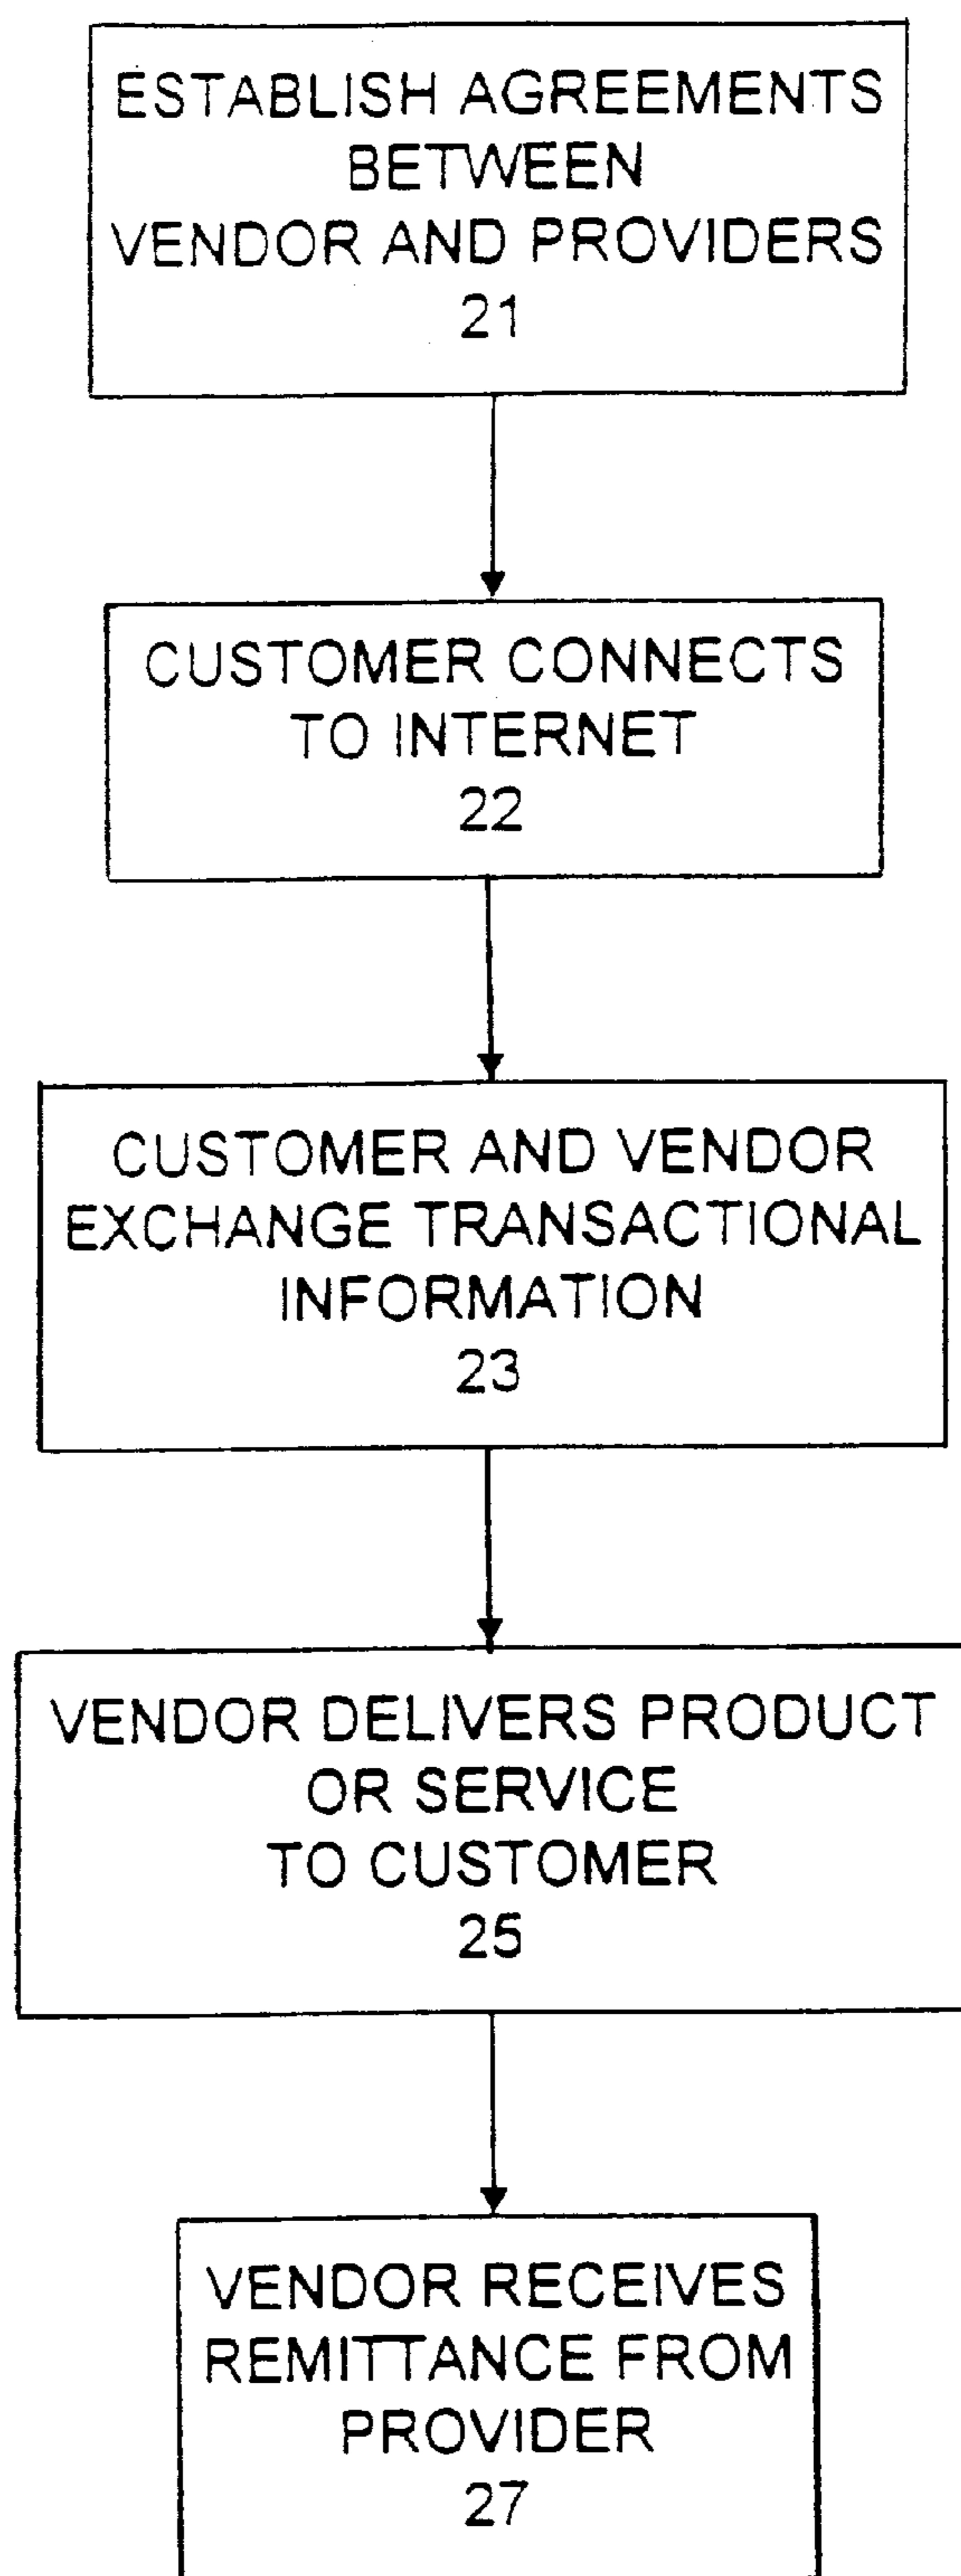 ESTABLISH AGREEMENTS
BETWEEN
VENDOR AND PROVIDERS
21
CUSTOMER CONNECTS
TO INTERNET
22
CUSTOMER AND VENDOR
EXCHANGE TRANSACTIONAL
INFORMATION
23
VENDOR DELIVERS PRODUCT
OR SERVICE
TO CUSTOMER
25
VENDOR RECEIVES
REMITTANCE FROM
PROVIDER
27